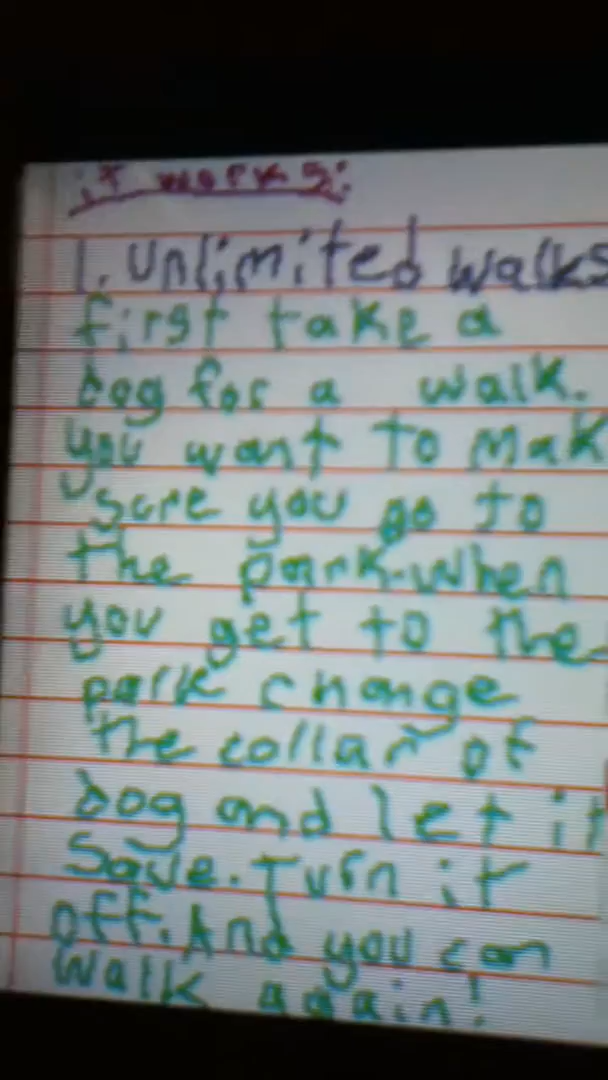 it works:
1. Unlimited walks
first take a
dog for a walk.
you want to mak
sure you go to
the park. When
you get to the
park change
the collar of
dog and let it
Save. Turn it
off. And you can
walk again!